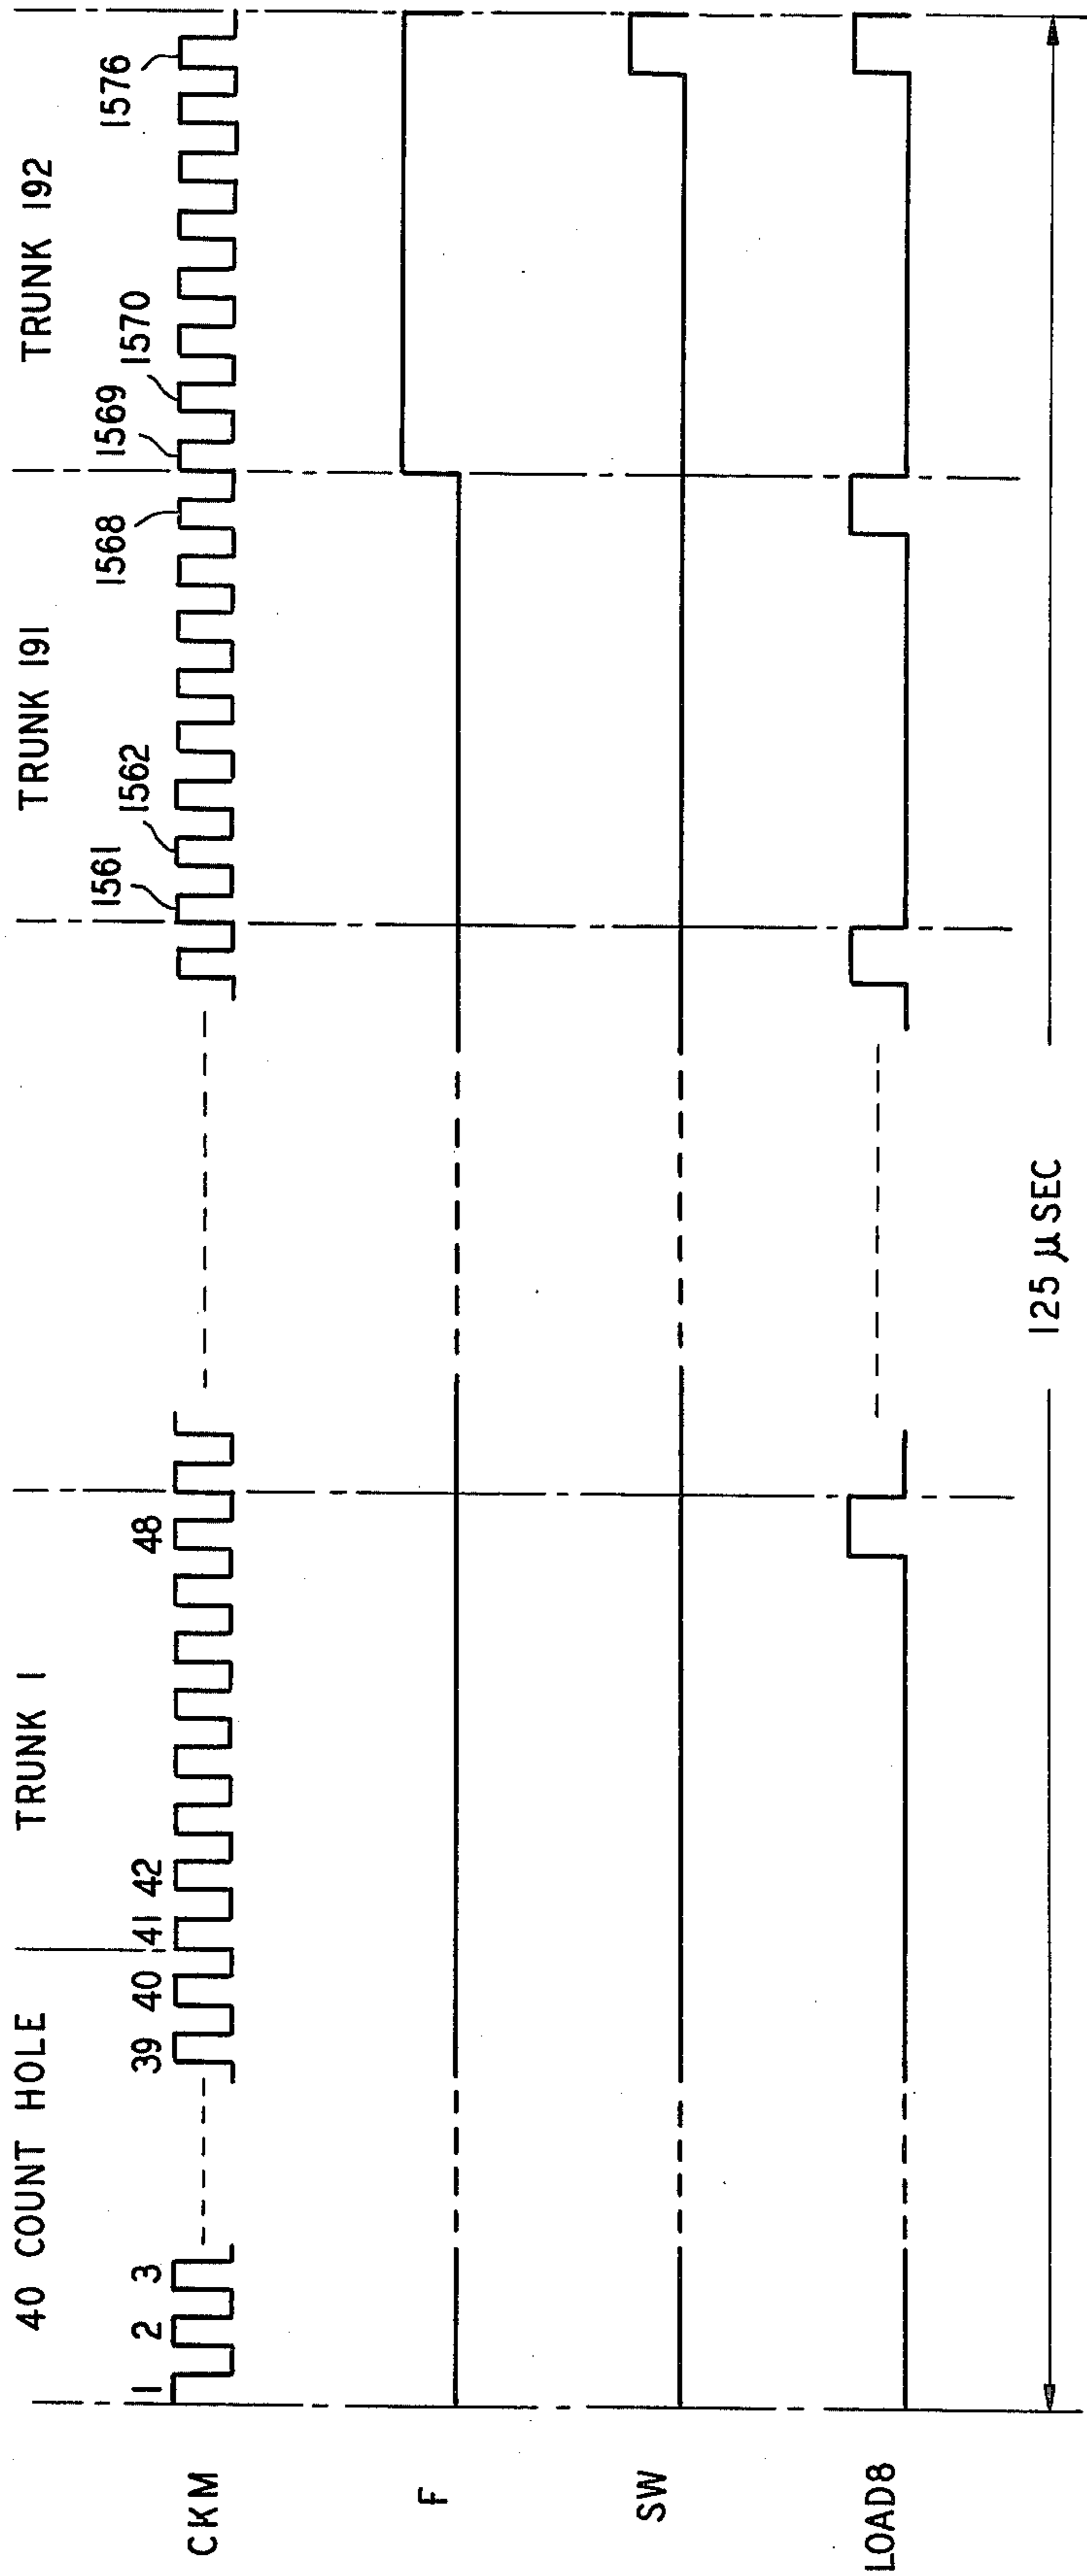 40 COUNT HOLE
TRUNK 1
TRUNK 191
TRUNK 192
CKM
1
2
3
39
40
41
42
48
1561
1562
1568
1569
1570
1576
F
SW
LOAD8
125 μSEC